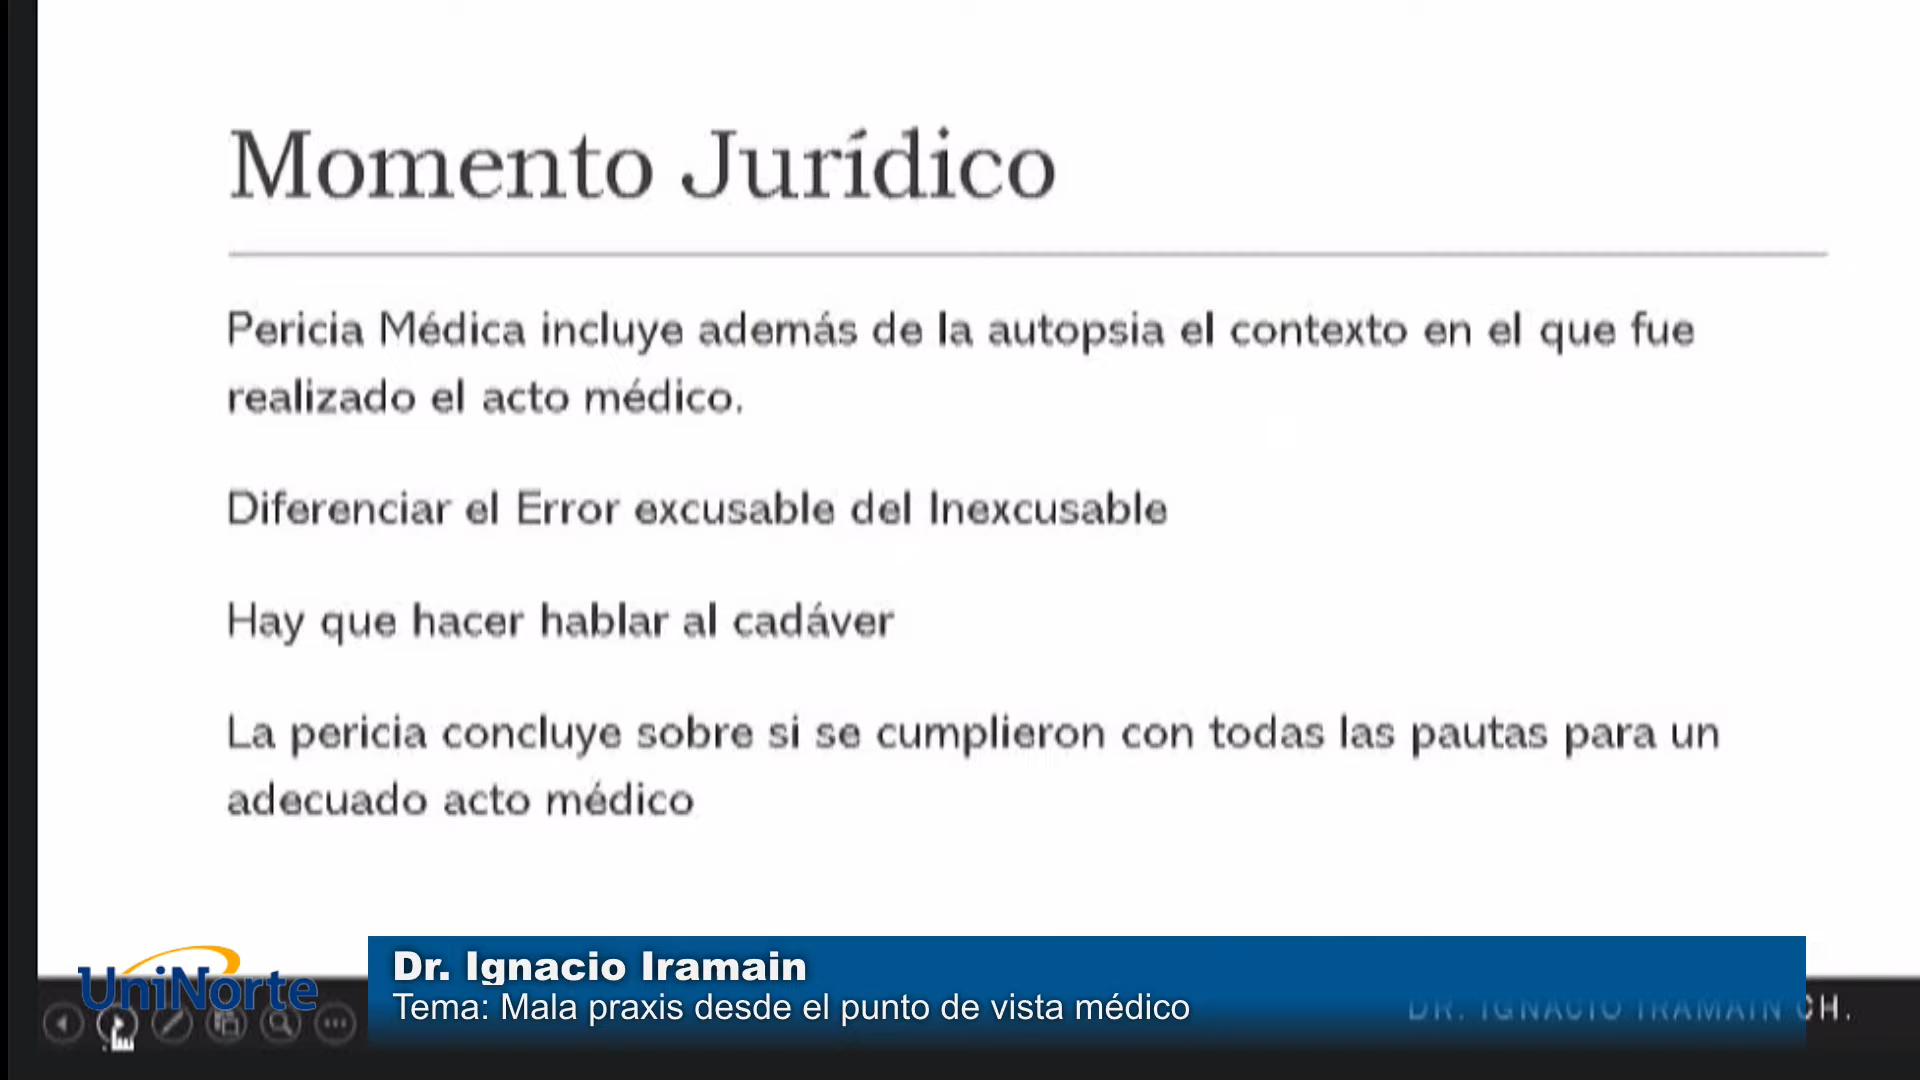 Momento Jurídico
Pericia Médica incluye además de la autopsia el contexto en el que fue
realizado el acto médico.
Diferenciar el Error excusable del Inexcusable
Hay que hacer hablar al cadáver
La pericia concluye sobre si se cumplieron con todas las pautas para un
adecuado acto médico
UniNorte
Dr. Ignacio Iramain
Tema: Mala praxis desde el punto de vista médico
DR. IGNACIO IRAMAIN CH.